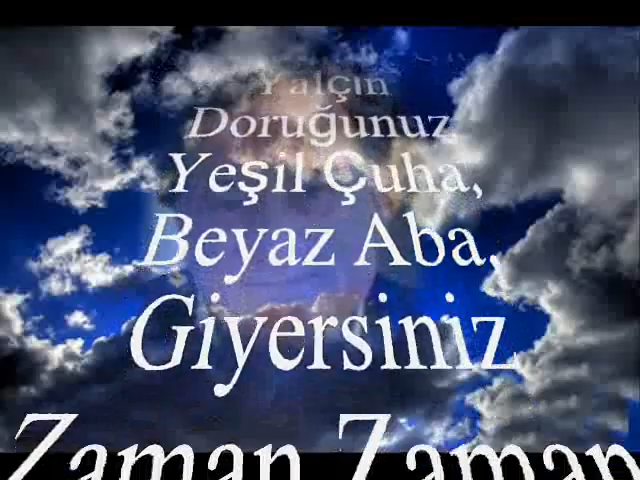 Yalçın
Doruğunuz
Yeşil Çuha,
Beyaz Aba,
Giyersiniz
Zaman Zaman